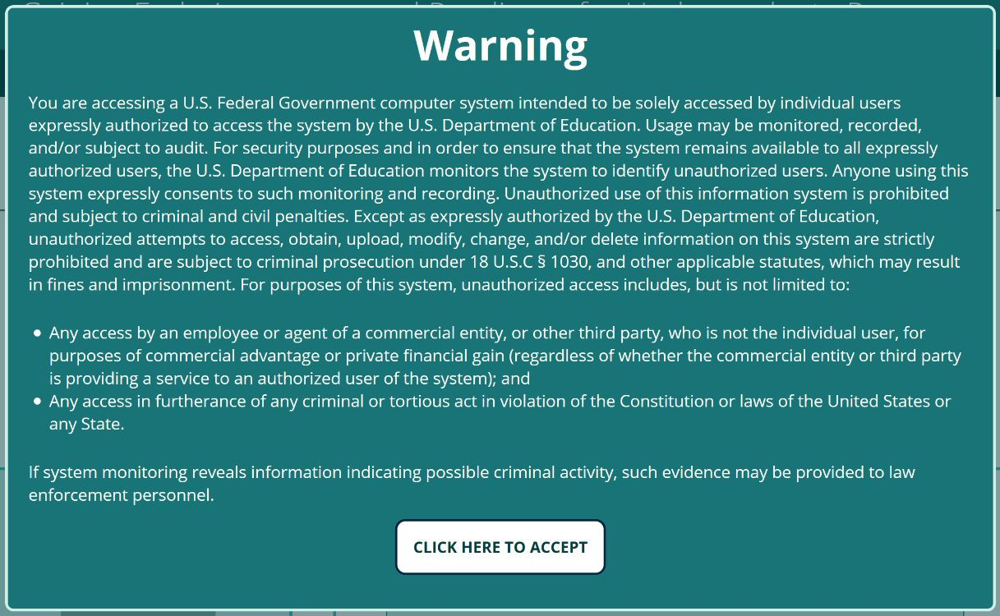 Warning
You are accessing a U.S. Federal Government computer system intended to be solely accessed by individual users
expressly authorized to access the system by the U.S. Department of Education. Usage may be monitored, recorded,
and/or subject to audit. For security purposes and in order to ensure that the system remains available to all expressly
authorized users, the U.S. Department of Education monitors the system to identify unauthorized users. Anyone using this
system expressly consents to such monitoring and recording. Unauthorized use of this information system is prohibited
and subject to criminal and civil penalties. Except as expressly authorized by the U.S. Department of Education,
unauthorized attempts to access, obtain, upload, modify, change, and/or delete information on this system are strictly
prohibited and are subject to criminal prosecution under 18 U.S.C § 1030, and other applicable statutes, which may result
in fines and imprisonment. For purposes of this system, unauthorized access includes, but is not limited to:
• Any access by an employee or agent of a commercial entity, or other third party, who is not the individual user, for
purposes of commercial advantage or private financial gain (regardless of whether the commercial entity or third party
is providing a service to an authorized user of the system); and
• Any access in furtherance of any criminal or tortious act in violation of the Constitution or laws of the United States or
any State.
If system monitoring reveals information indicating possible criminal activity, such evidence may be provided to law
enforcement personnel.
CLICK HERE TO ACCEPT